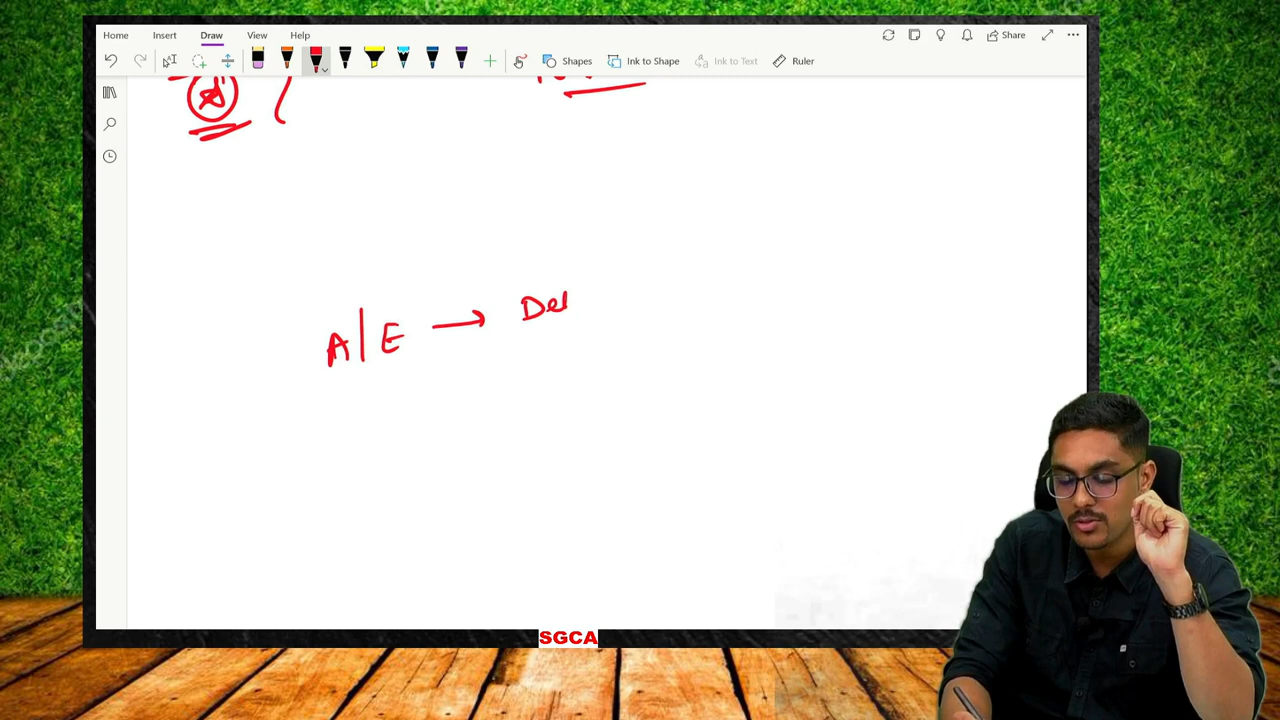 Home Insert Draw View Help
Share
Shapes Ink to Shape Ink to Text Ruler
A|E → Del
SGCA